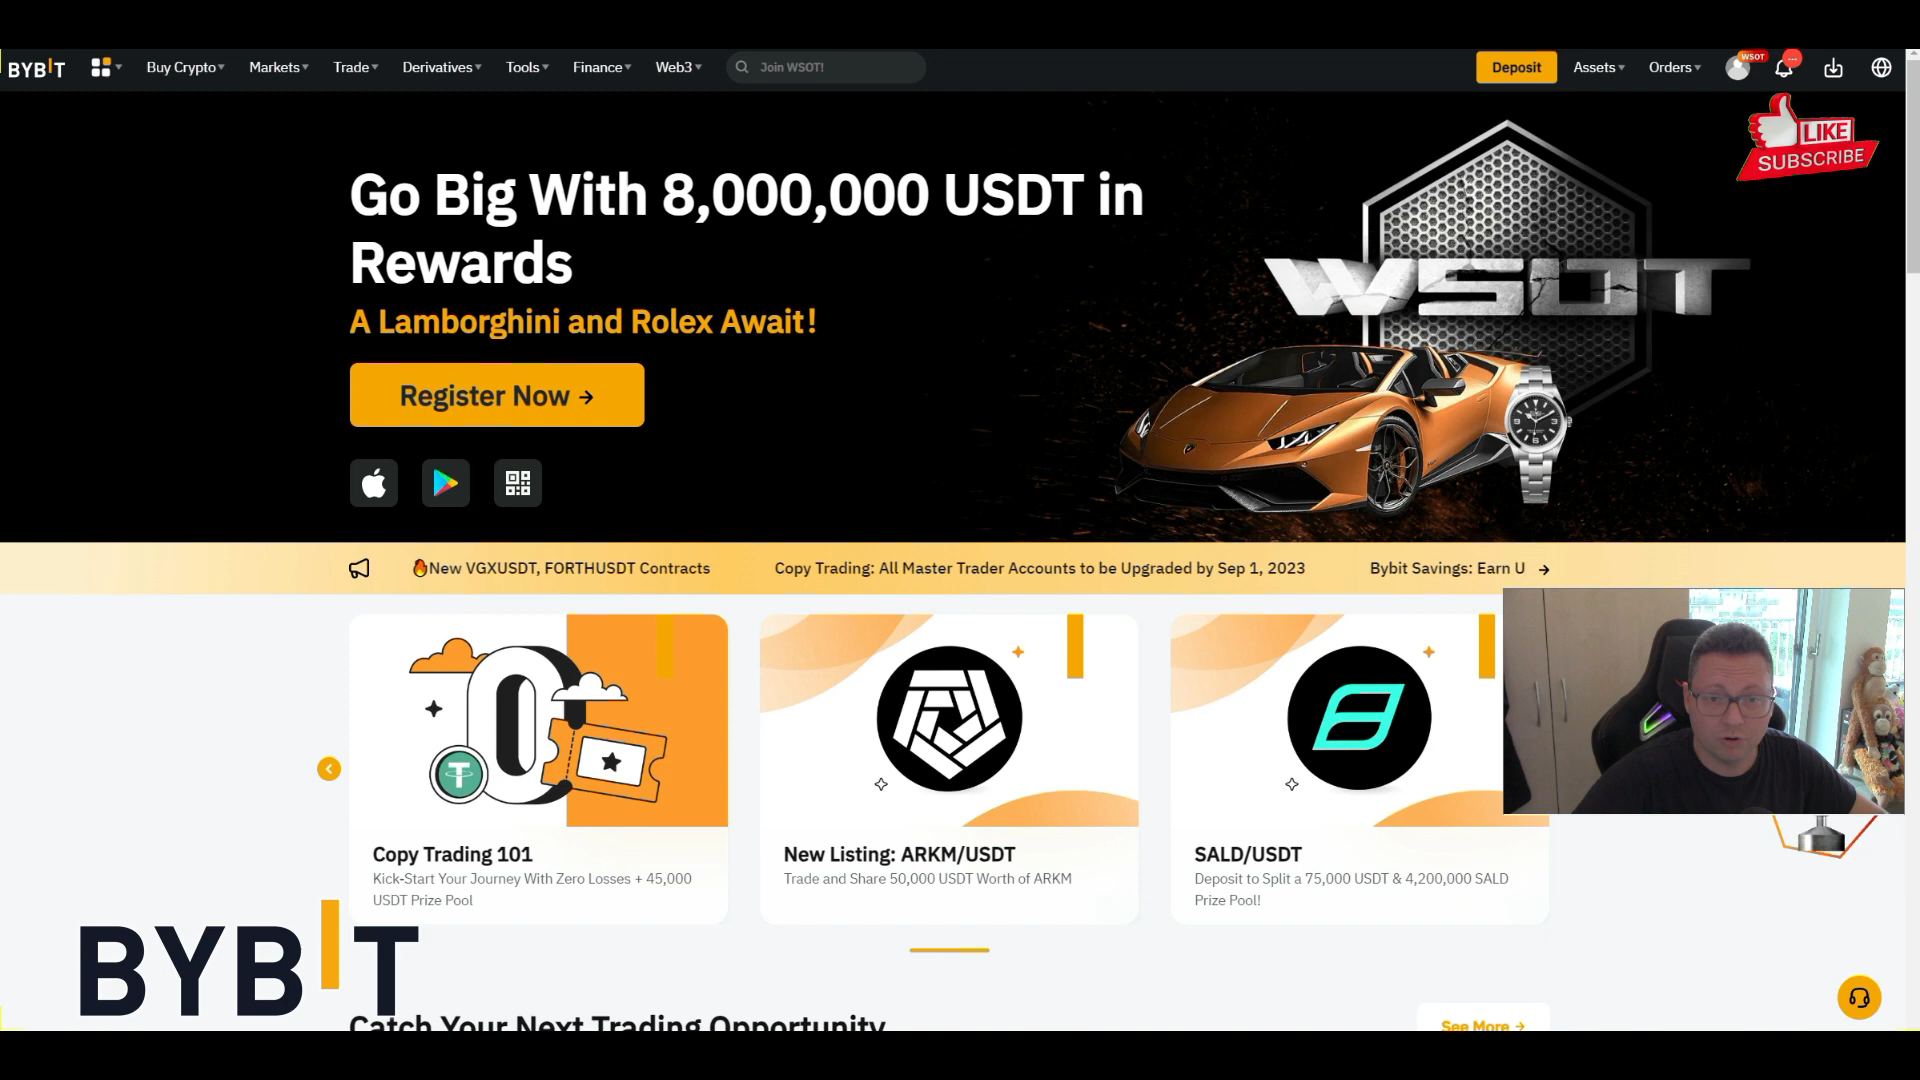 BYBIT
Buy Crypto
Markets
Trade
Derivatives
Tools
Finance
Web3
Join WSOT!
Deposit
Assets
Orders
WSOT
LIKE
SUBSCRIBE
Go Big With 8,000,000 USDT in
Rewards
A Lamborghini and Rolex Await!
Register Now →
WSOT
🔥New VGXUSDT, FORTHUSDT Contracts
Copy Trading: All Master Trader Accounts to be Upgraded by Sep 1, 2023
Bybit Savings: Earn U →
Copy Trading 101
Kick-Start Your Journey With Zero Losses + 45,000
USDT Prize Pool
New Listing: ARKM/USDT
Trade and Share 50,000 USDT Worth of ARKM
SALD/USDT
Deposit to Split a 75,000 USDT & 4,200,000 SALD
Prize Pool!
BYBIT
Catch Your Next Trading Opportunity
See More →